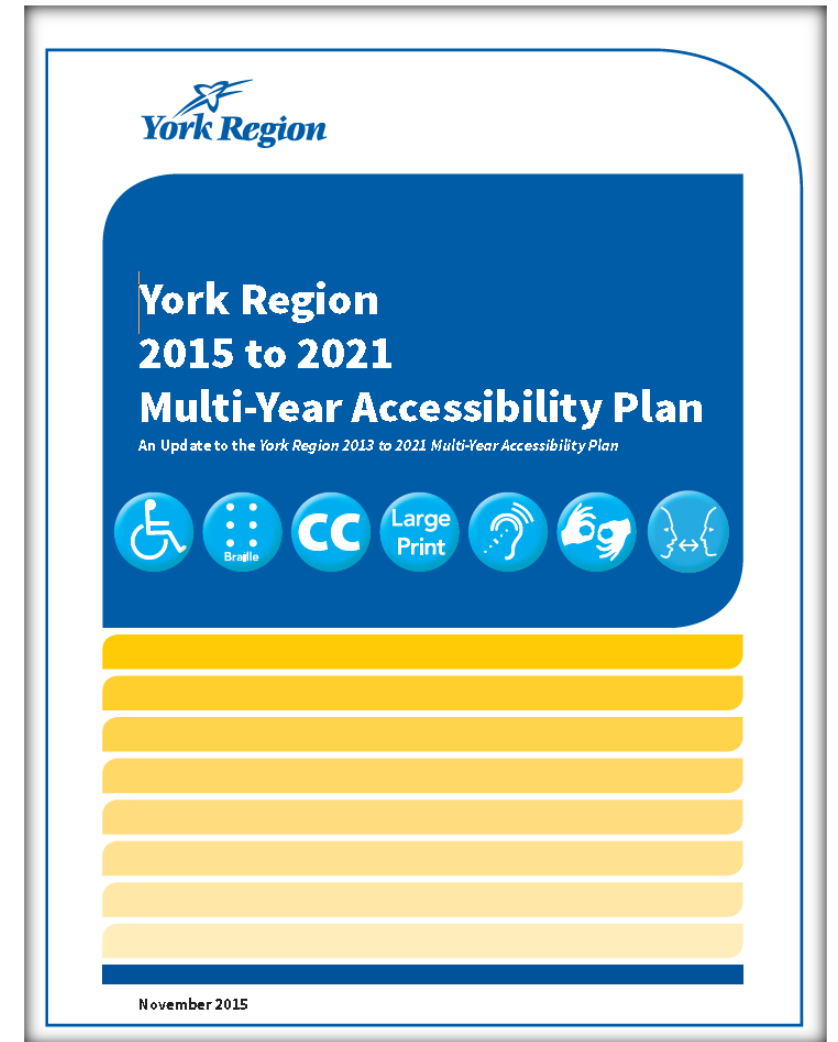 York Region
York Region
2015 to 2021
Multi-Year Accessibility Plan
An Update to the York Region 2013 to 2021 Multi-Year Accessibility Plan
Braille
CC
Large
Print
November 2015